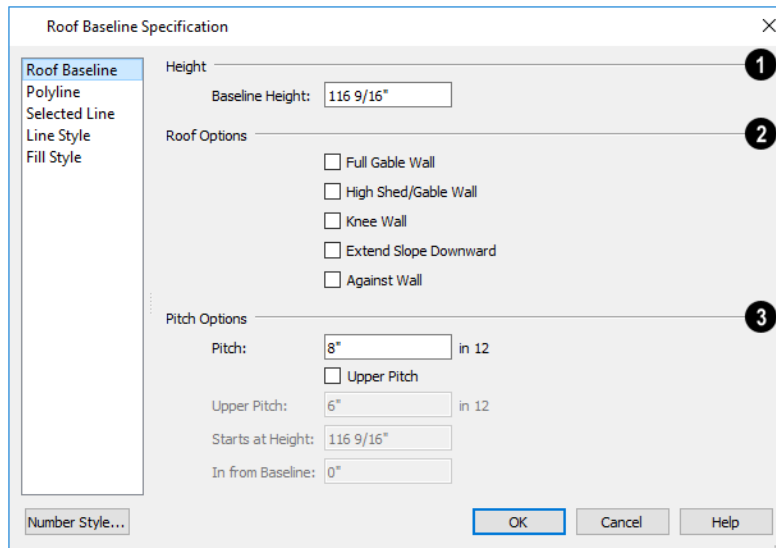 Roof Baseline Specification
Roof Baseline
Polyline
Selected Line
Line Style
Fill Style
Height 1
Baseline Height: 116 9/16"
Roof Options 2
Full Gable Wall
High Shed/Gable Wall
Knee Wall
Extend Slope Downward
Against Wall
Pitch Options 3
Pitch: 8" in 12
Upper Pitch
Upper Pitch: 6" in 12
Starts at Height: 116 9/16"
In from Baseline: 0"
Number Style... OK Cancel Help